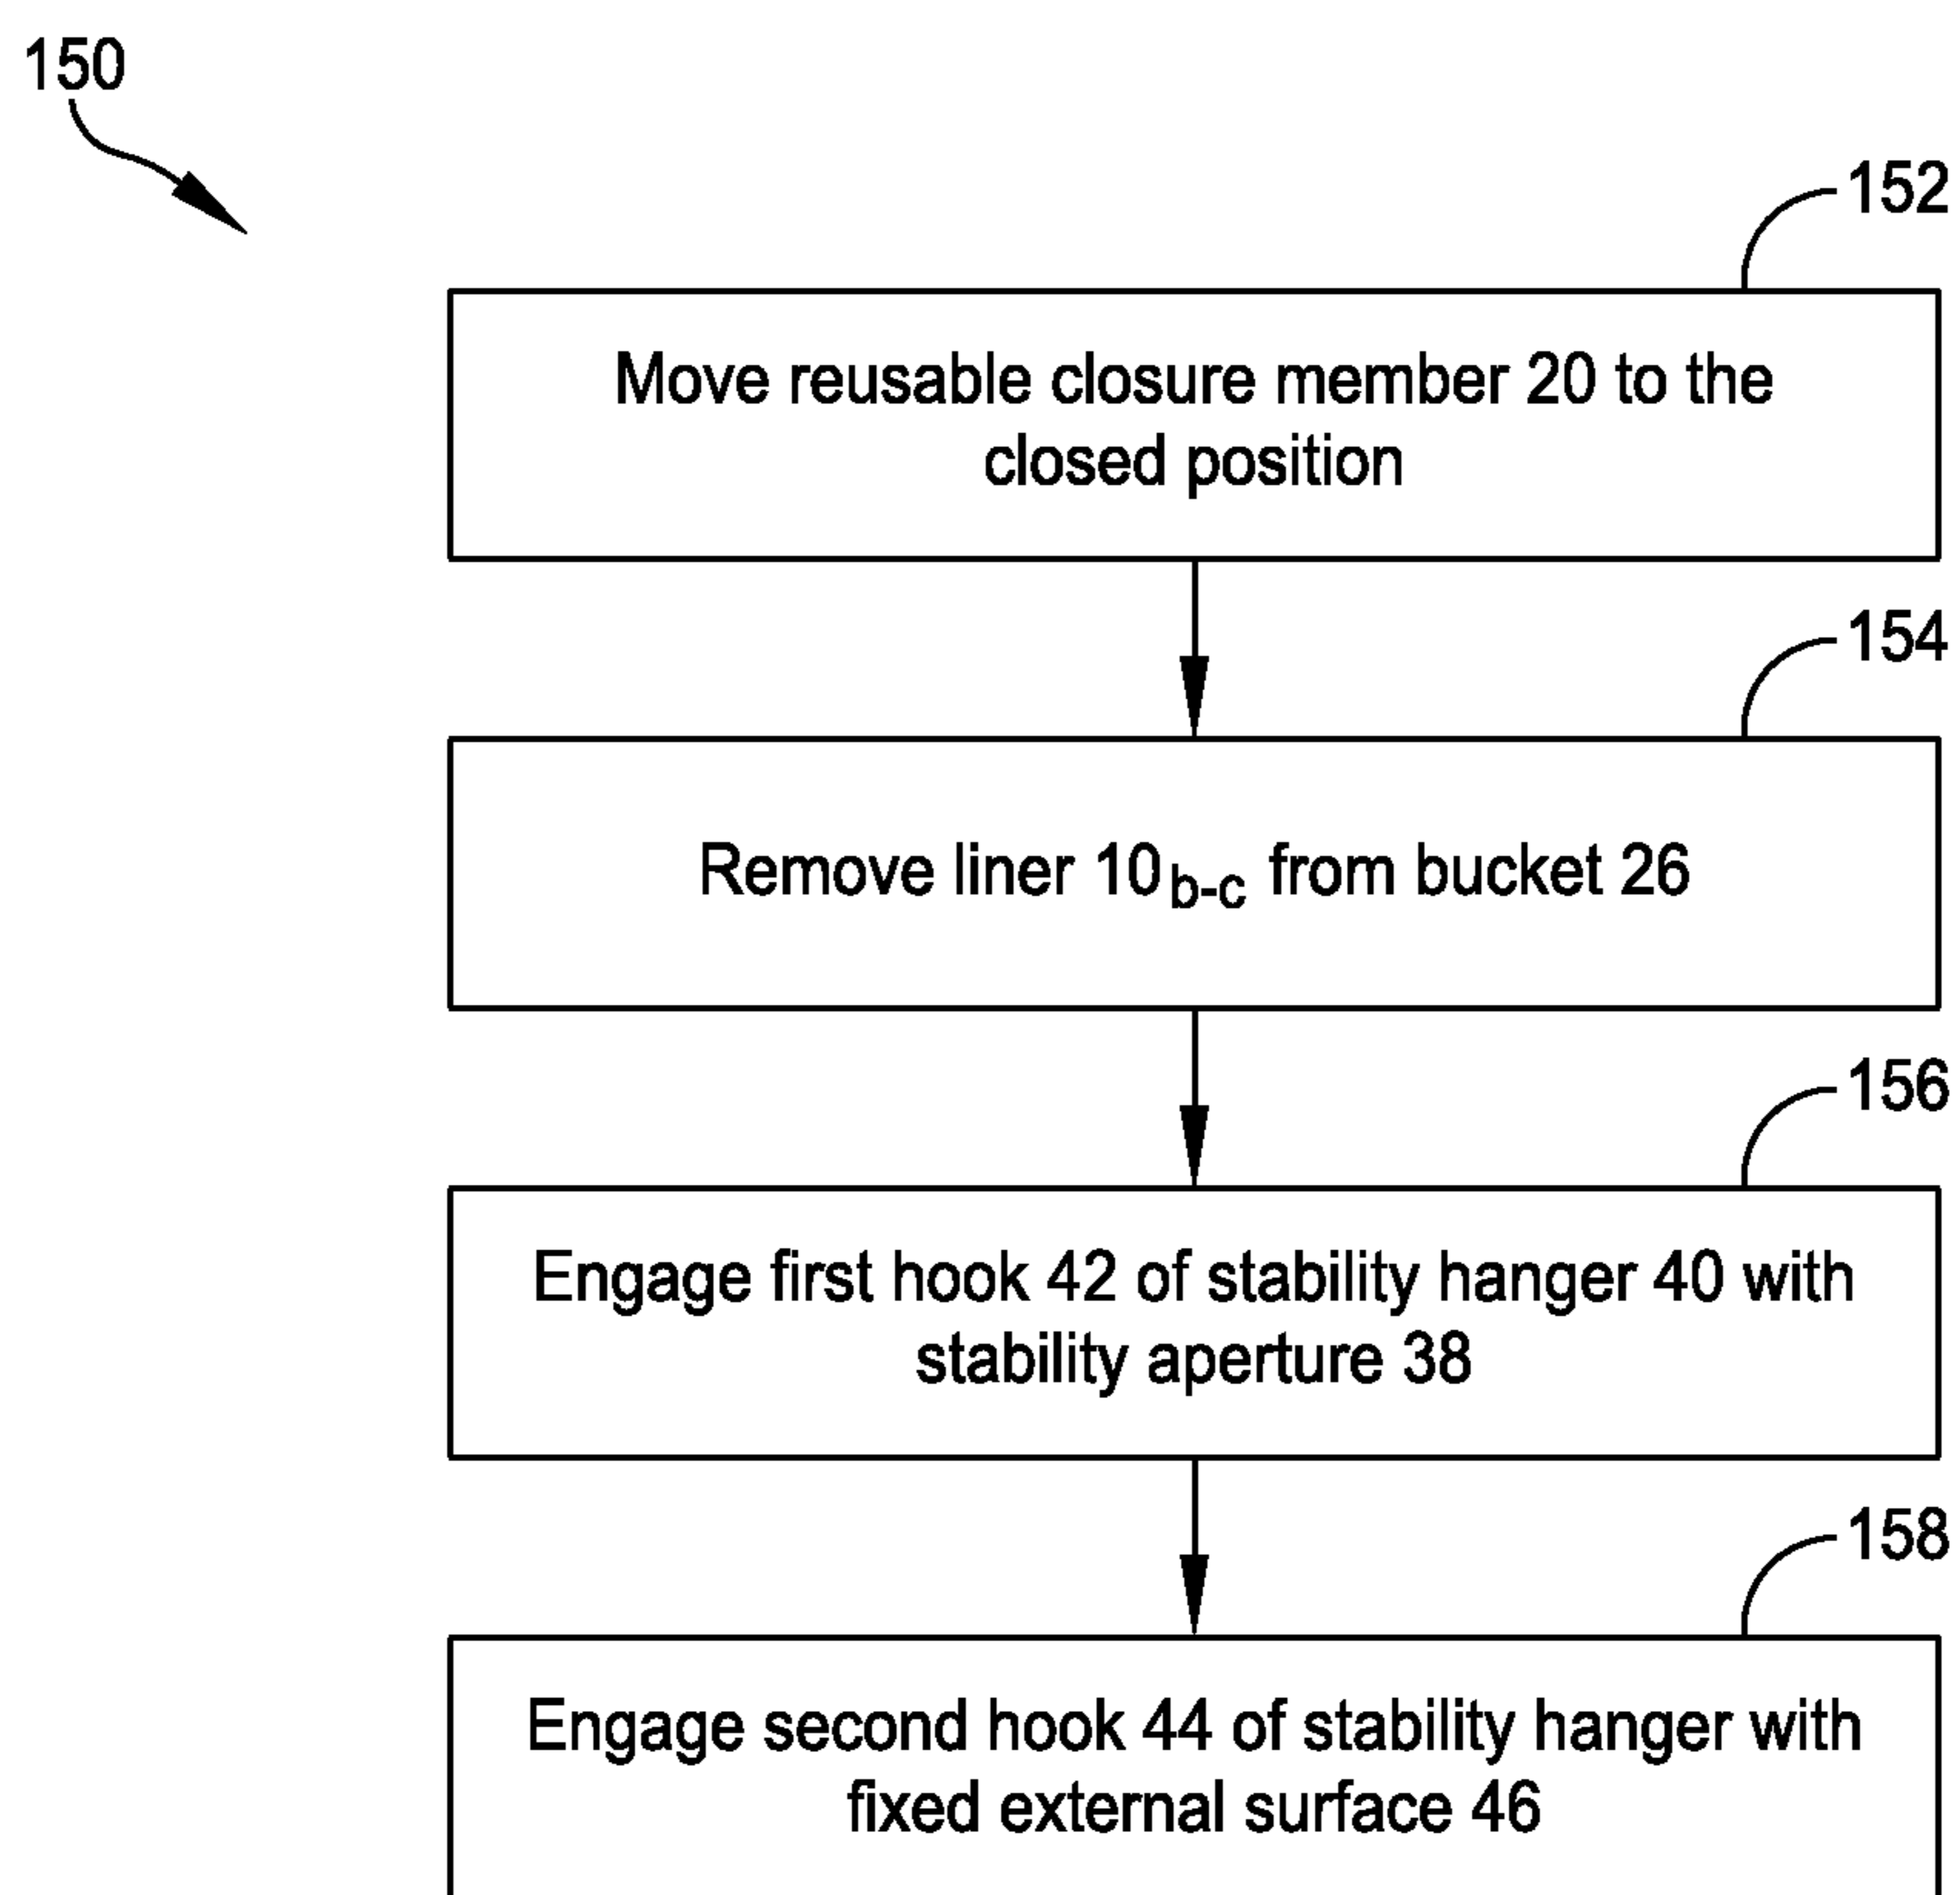 150
152
Move reusable closure member 20 to the
closed position
154
Remove liner 10b-c from bucket 26
156
Engage first hook 42 of stability hanger 40 with
stability aperture 38
158
Engage second hook 44 of stability hanger with
fixed external surface 46